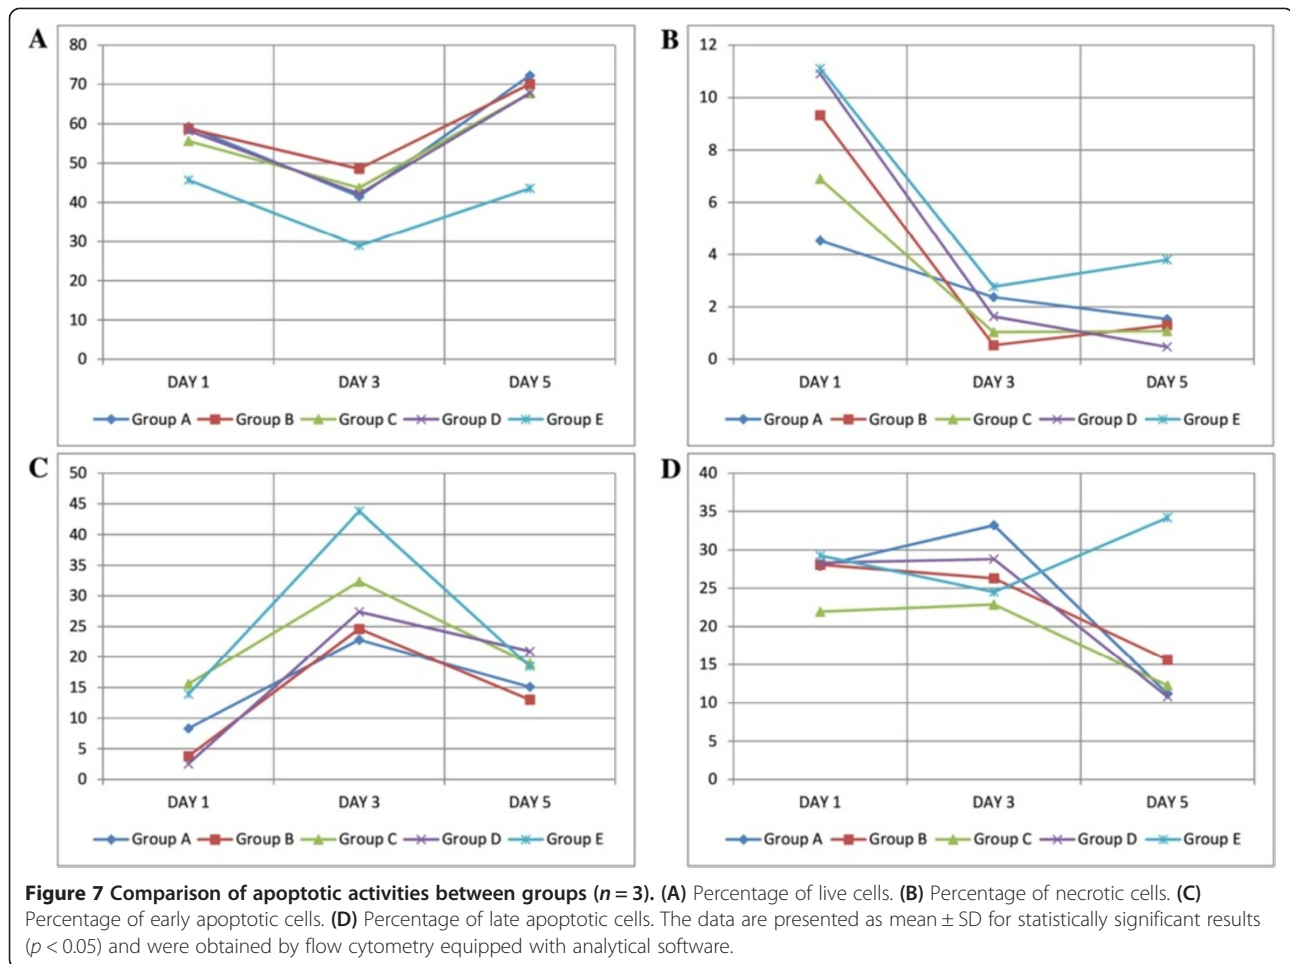 A
80
70
60
50
40
30
20
10
0
DAY 1 DAY 3 DAY 5
Group A Group B Group C Group D Group E
B
12
10
8
6
4
2
0
DAY 1 DAY 3 DAY 5
Group A Group B Group C Group D Group E
C
50
45
40
35
30
25
20
15
10
5
0
DAY 1 DAY 3 DAY 5
Group A Group B Group C Group D Group E
D
40
35
30
25
20
15
10
5
0
DAY 1 DAY 3 DAY 5
Group A Group B Group C Group D Group E
Figure 7 Comparison of apoptotic activities between groups (n = 3). (A) Percentage of live cells. (B) Percentage of necrotic cells. (C)
Percentage of early apoptotic cells. (D) Percentage of late apoptotic cells. The data are presented as mean ± SD for statistically significant results
(p < 0.05) and were obtained by flow cytometry equipped with analytical software.